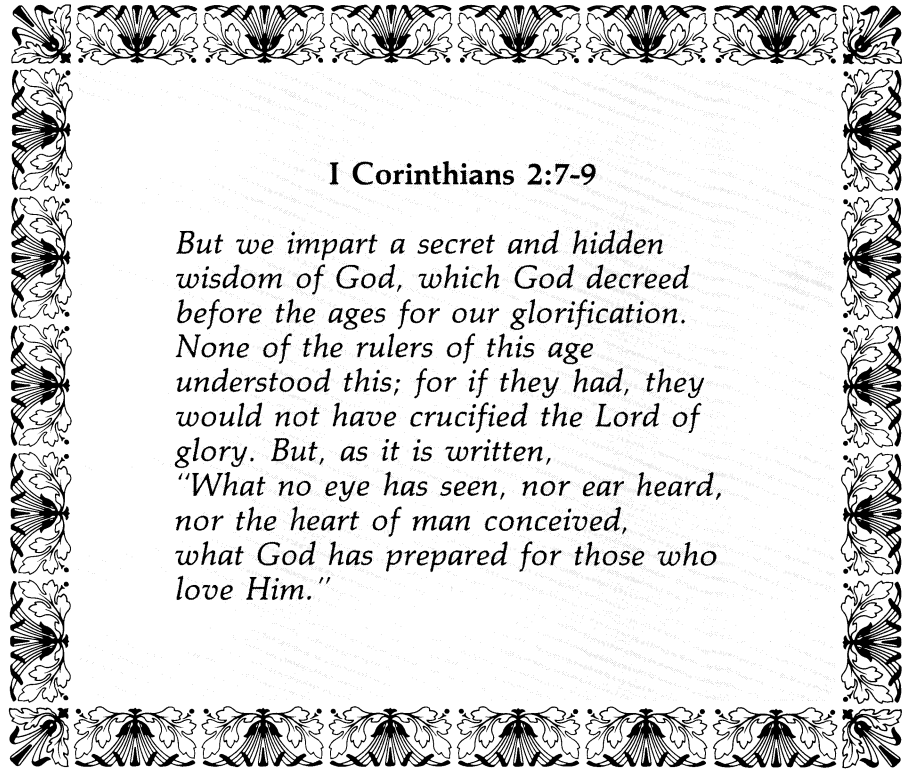 I Corinthians 2:7-9
But we impart a secret and hidden
wisdom of God, which God decreed
before the ages for our glorification.
None of the rulers of this age
understood this; for if they had, they
would not have crucified the Lord of
glory. But, as it is written,
"What no eye has seen, nor ear heard,
nor the heart of man conceived,
what God has prepared for those who
love Him."